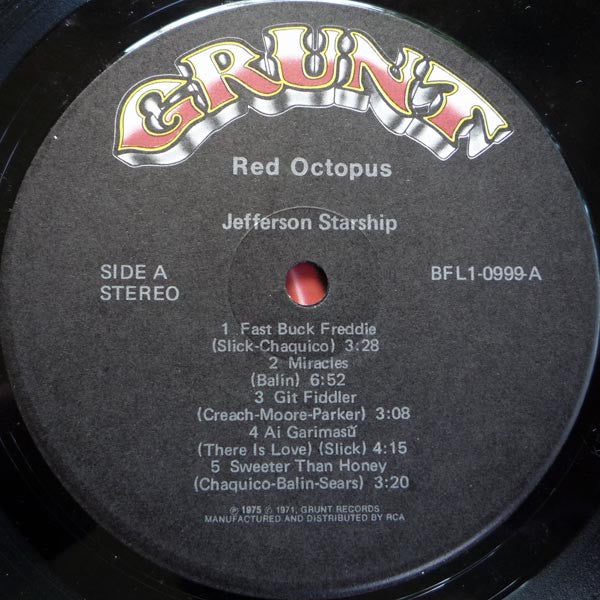 GRUNT
Red Octopus
Jefferson Starship
SIDE A
STEREO
BFL1-0999-A
1 Fast Buck Freddie
(Slick-Chaquico) 3:28
2 Miracles
(Balin) 6:52
3 Git Fiddler
(Creach-Moore-Parker) 3:08
4 Ai Garimasŭ
(There Is Love) (Slick) 4:15
5 Sweeter Than Honey
(Chaquico-Balin-Sears) 3:20
℗ 1975 © 1971, GRUNT RECORDS
MANUFACTURED AND DISTRIBUTED BY RCA